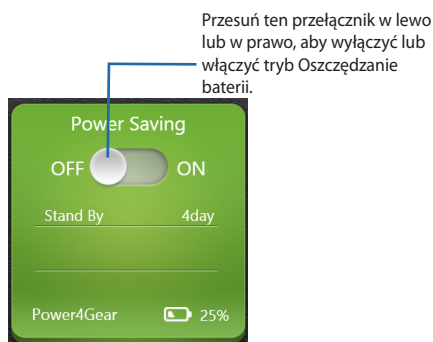 Przesuń ten przełącznik w lewo
lub w prawo, aby wyłączyć lub
włączyć tryb Oszczędzanie
baterii.
Power Saving
OFF ON
Stand By 4day
Power4Gear 25%